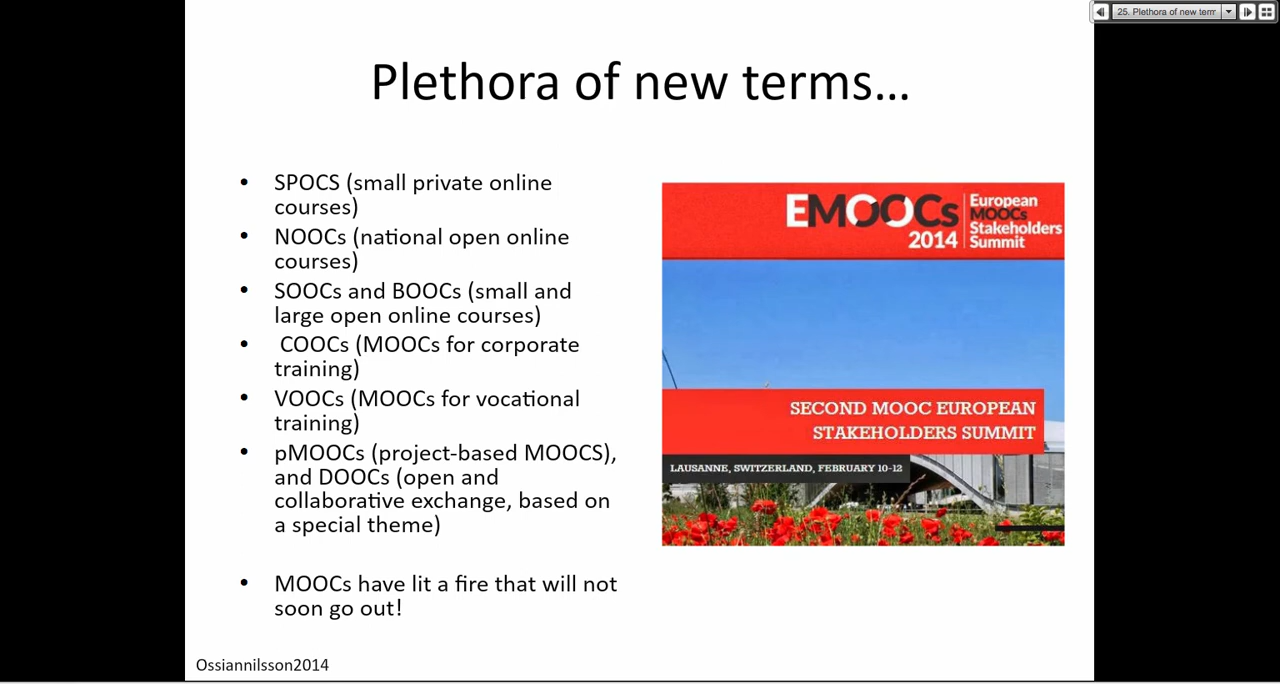 25. Plethora of new term
Plethora of new terms…
• SPOCS (small private online
courses)
• NOOCs (national open online
courses)
• SOOCs and BOOCs (small and
large open online courses)
• COOCs (MOOCs for corporate
training)
• VOOCs (MOOCs for vocational
training)
• pMOOCs (project-based MOOCS),
and DOOCs (open and
collaborative exchange, based on
a special theme)
• MOOCs have lit a fire that will not
soon go out!
EMOOCs
2014
European
MOOCs
Stakeholders
Summit
SECOND MOOC EUROPEAN
STAKEHOLDERS SUMMIT
LAUSANNE, SWITZERLAND, FEBRUARY 10-12
Ossiannilsson2014